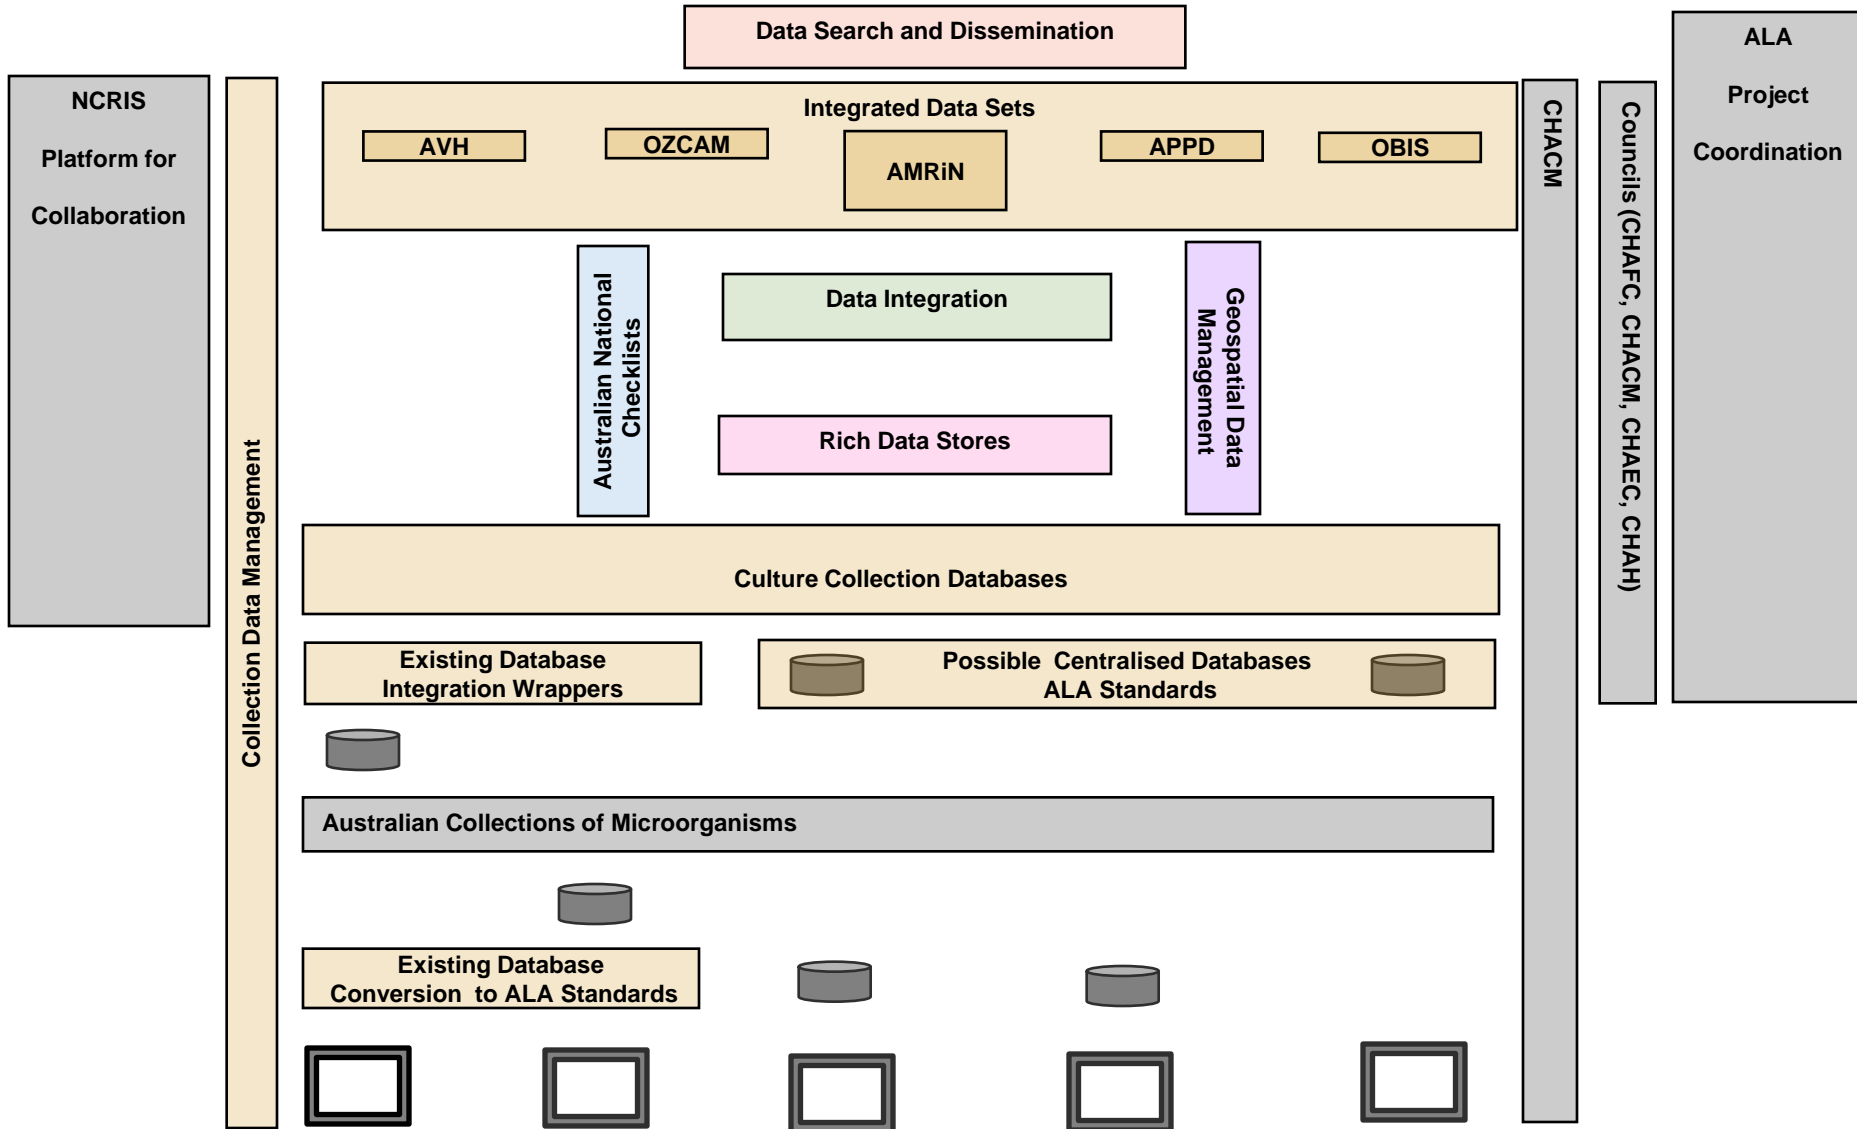 Data Search and Dissemination
NCRIS
Platform for
Collaboration
Collection Data Management
Integrated Data Sets
AVH
OZCAM
AMRiN
APPD
OBIS
CHACM
Councils (CHAFC, CHACM, CHAEC, CHAH)
ALA
Project
Coordination
Australian National
Checklists
Data Integration
Rich Data Stores
Geospatial Data
Management
Culture Collection Databases
Existing Database
Integration Wrappers
Possible Centralised Databases
ALA Standards
Australian Collections of Microorganisms
Existing Database
Conversion to ALA Standards